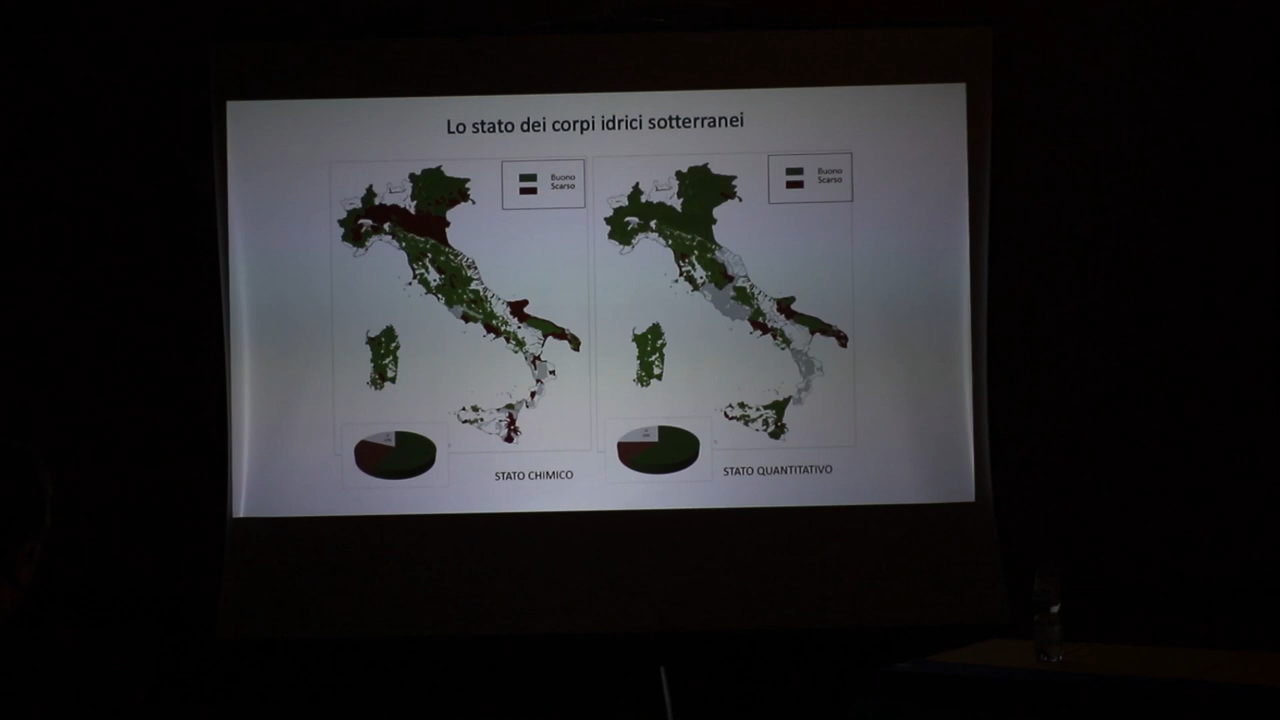 Lo stato dei corpi idrici sotterranei
Buono
Scarso
Buono
Scarso
STATO CHIMICO
STATO QUANTITATIVO